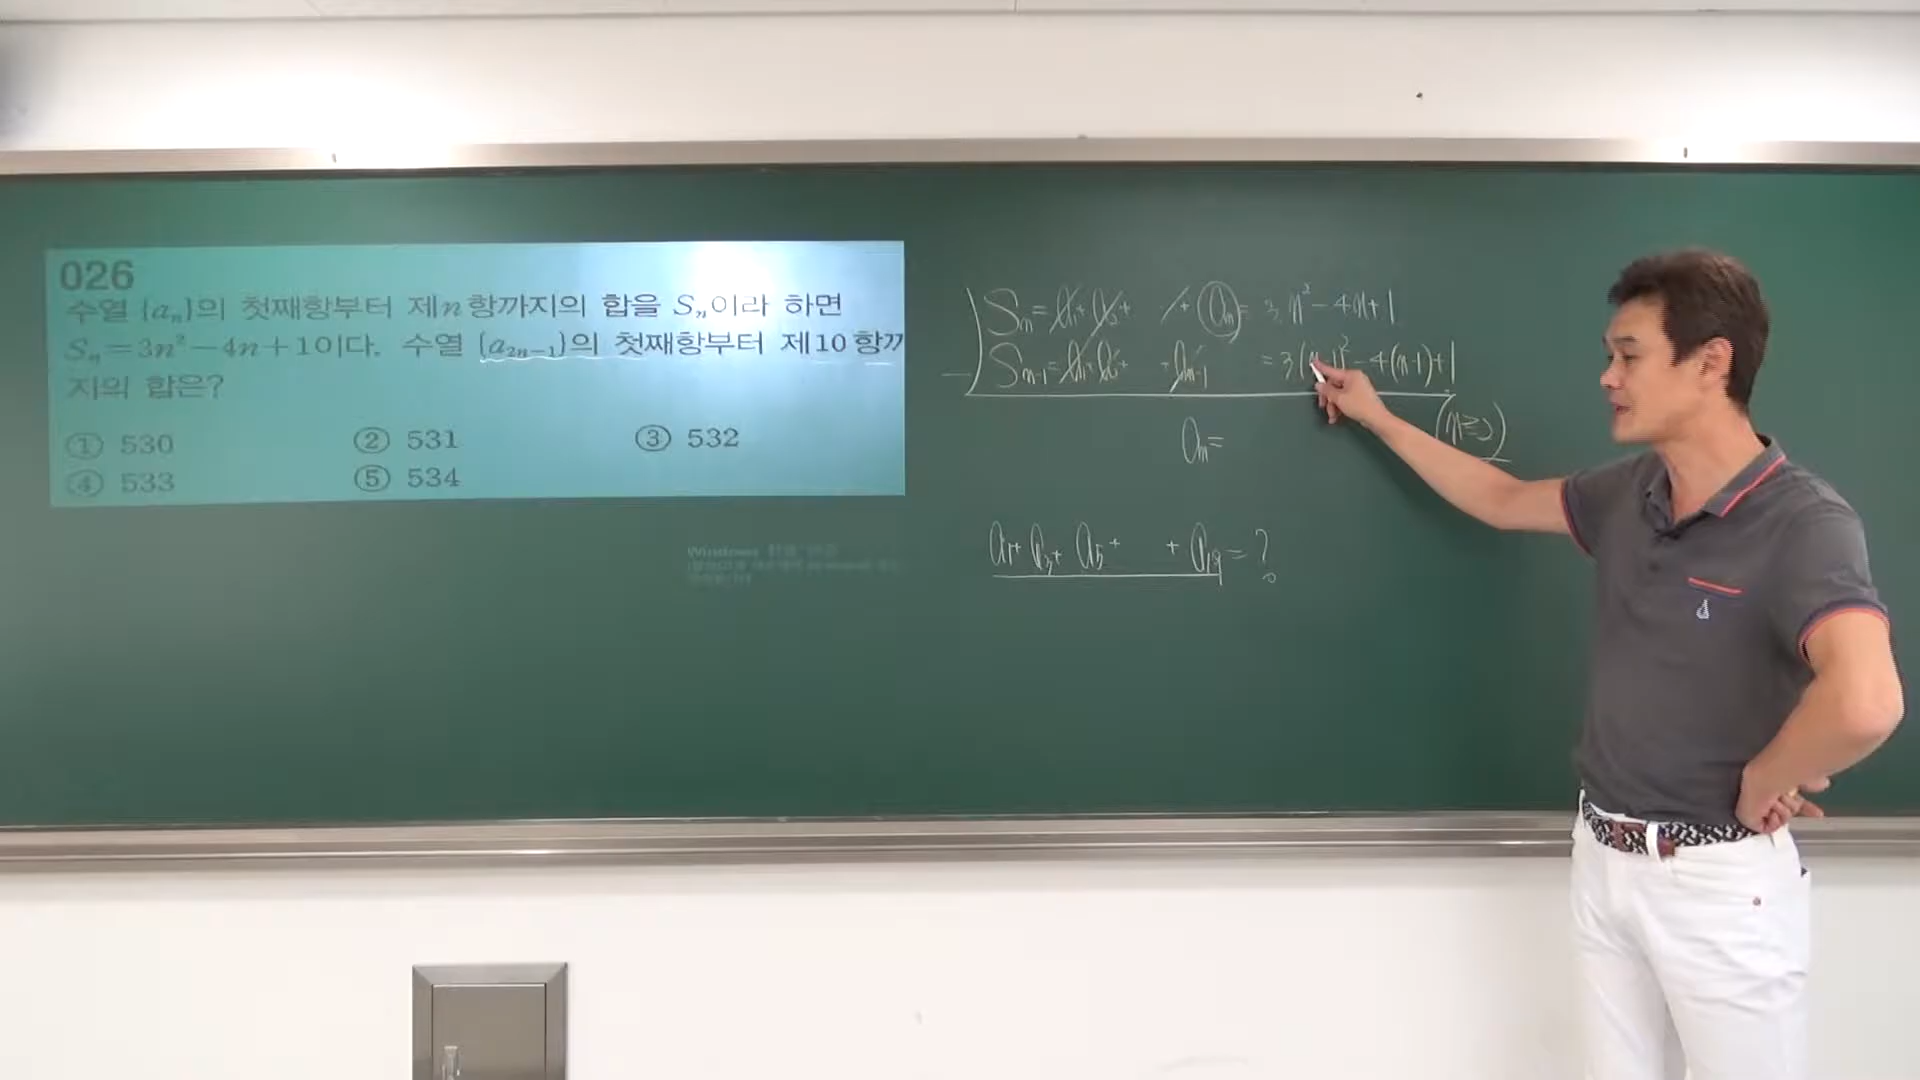 026
수열 {aₙ}의 첫째항부터 제n항까지의 합을 Sₙ이라 하면
Sₙ=3n²-4n+1이다. 수열 {a₂ₙ₋₁}의 첫째항부터 제10항까
지의 합은?
① 530 ② 531 ③ 532
④ 533 ⑤ 534
Windows
Sₙ=a₁+a₂+ + aₙ = 3n²-4n+1
- Sₙ₋₁=a₁+a₂+ +aₙ₋₁ = 3(n-1)²-4(n-1)+1
(n≥2)
aₙ=
a₁+a₃+a₅+ +a₁₉=?